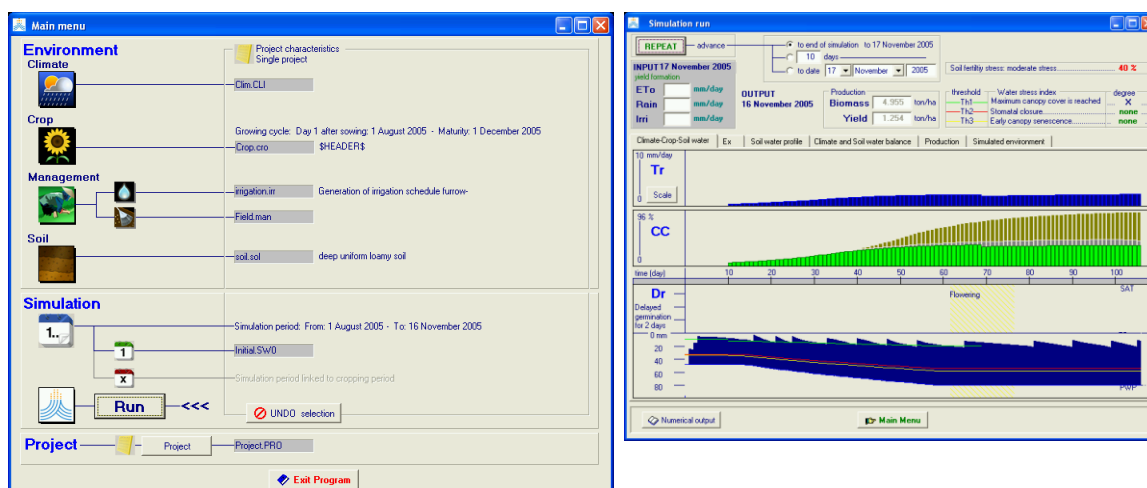 Main menu
Environment
Climate
Project characteristics
Single project
Clim.CLI
Crop
Growing cycle: Day 1 after sowing: 1 August 2005 - Maturity: 1 December 2005
Crop.cro $HEADER$
Management
irrigation.irr Generation of irrigation schedule furrow-
Field.man
Soil
soil.sol deep uniform loamy soil
Simulation
1..
Simulation period: From: 1 August 2005 - To: 16 November 2005
1
Initial.SW0
x
Simulation period linked to cropping period
Run <<<
UNDO selection
Project Project Project.PRO
Exit Program
Simulation run
REPEAT advance
to end of simulation to 17 November 2005
10 days
to date 17 November 2005
INPUT 17 November 2005
yield formation
ETo mm/day
Rain mm/day
Irri mm/day
OUTPUT
16 November 2005
Production
Biomass 4.955 ton/ha
Yield 1.254 ton/ha
Soil fertility stress: moderate stress 48 %
threshold Water stress index degree
Th1 Maximum canopy cover is reached X
Th2 Stomatal closure none
Th3 Early canopy senescence none
Climate-Crop-Soil water Ex Soil water profile Climate and Soil water balance Production Simulated environment
10 mm/day
Tr
Scale
0
96 %
CC
0
time (day) 10 20 30 40 50 60 70 80 90 100
Dr
Delayed
germination
for 2 days
Flowering
SAT
0 mm
20
40
60
80
PWP
Numerical output
Main Menu